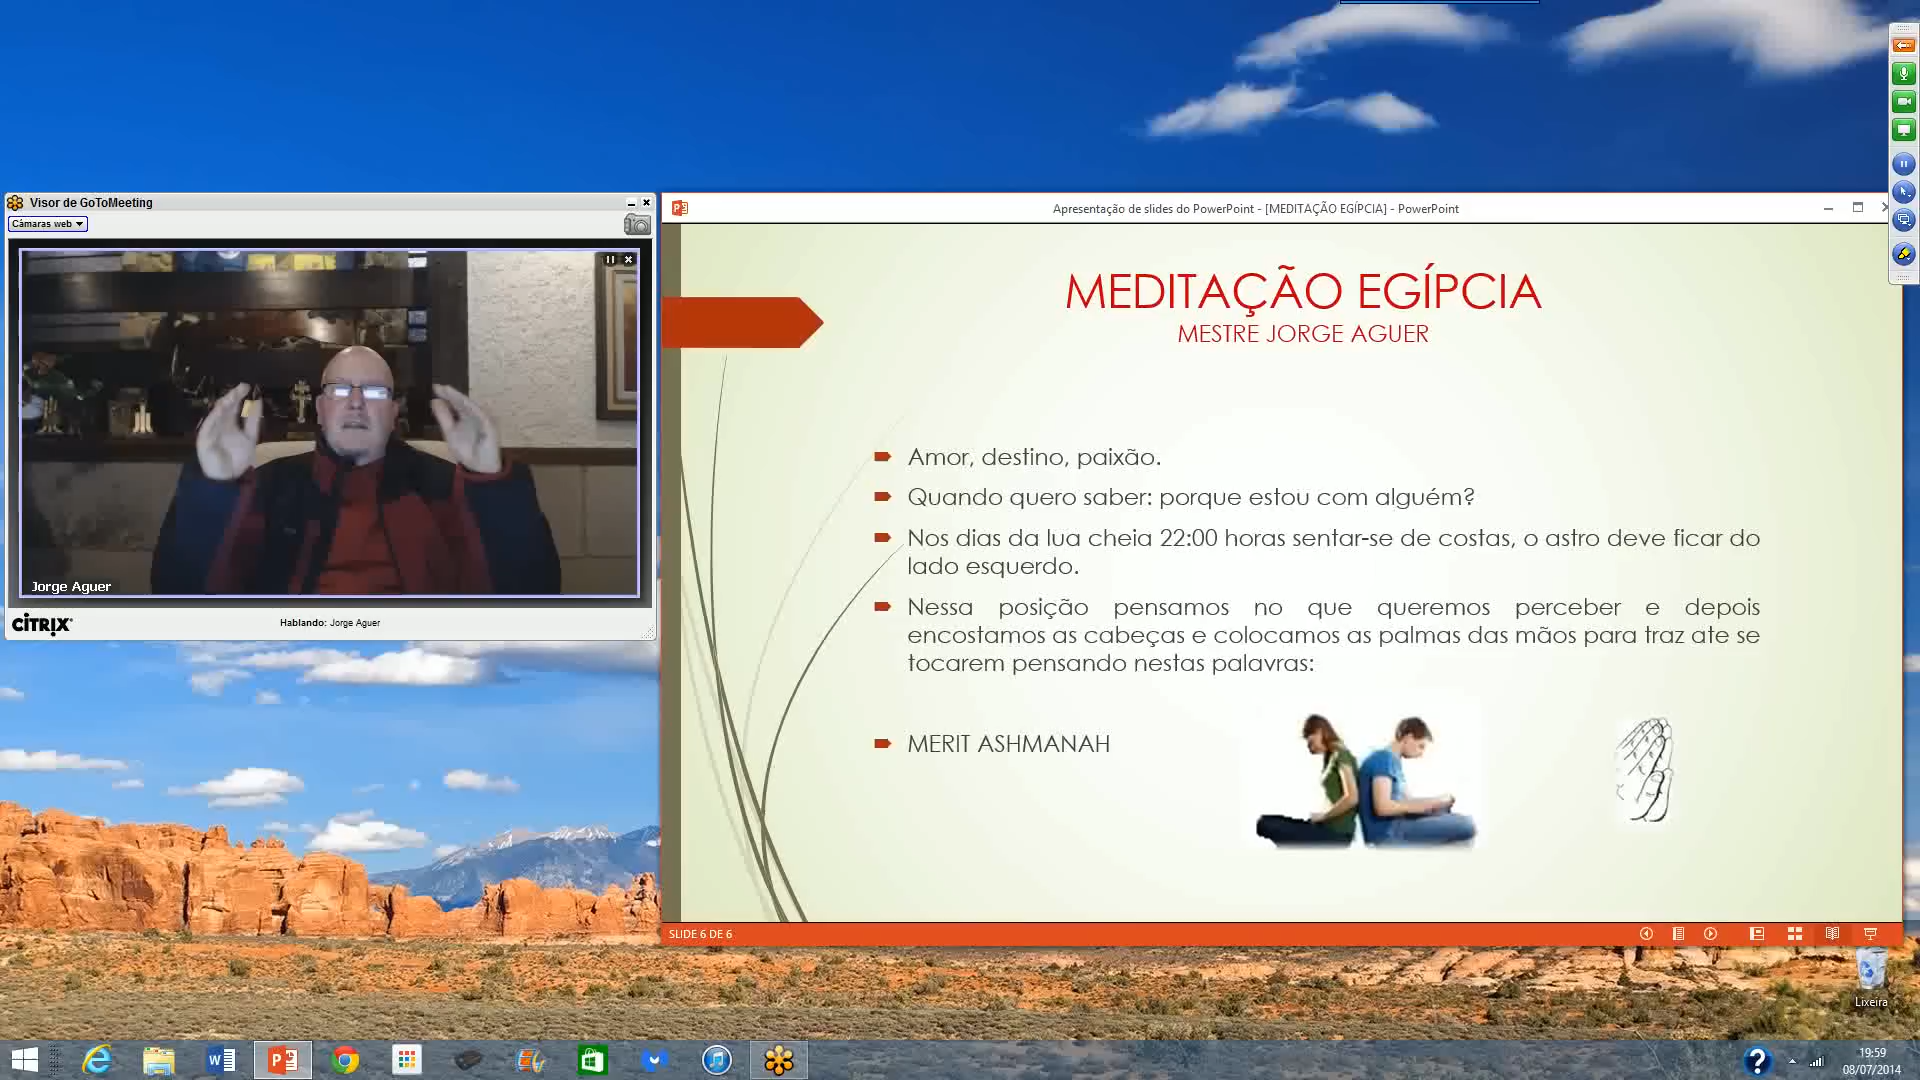 Visor de GoToMeeting
Cámaras web
Jorge Aguer
CITRIX
Hablando: Jorge Aguer
Apresentação de slides do PowerPoint - [MEDITAÇÃO EGÍPCIA] - PowerPoint
MEDITAÇÃO EGÍPCIA
MESTRE JORGE AGUER
Amor, destino, paixão.
Quando quero saber: porque estou com alguém?
Nos dias da lua cheia 22:00 horas sentar-se de costas, o astro deve ficar do
lado esquerdo.
Nessa posição pensamos no que queremos perceber e depois
encostamos as cabeças e colocamos as palmas das mãos para traz ate se
tocarem pensando nestas palavras:
MERIT ASHMANAH
SLIDE 6 DE 6
Lixeira
19:59
08/07/2014